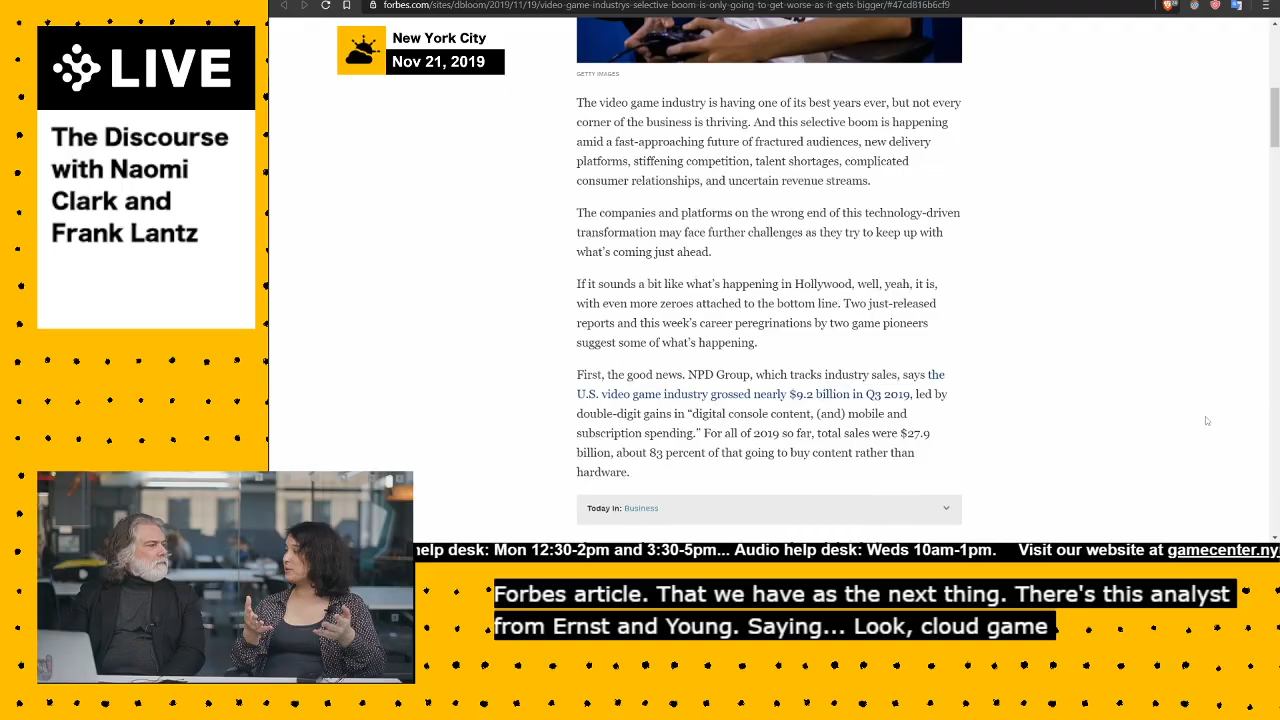 forbes.com/sites/dbloom/2019/11/19/video-game-industrys-selective-boom-is-only-going-to-get-worse-as-it-gets-bigger/#47cd816b6cf9
LIVE
The Discourse
with Naomi
Clark and
Frank Lantz
New York City
Nov 21, 2019
GETTY IMAGES
The video game industry is having one of its best years ever, but not every
corner of the business is thriving. And this selective boom is happening
amid a fast-approaching future of fractured audiences, new delivery
platforms, stiffening competition, talent shortages, complicated
consumer relationships, and uncertain revenue streams.
The companies and platforms on the wrong end of this technology-driven
transformation may face further challenges as they try to keep up with
what's coming just ahead.
If it sounds a bit like what's happening in Hollywood, well, yeah, it is,
with even more zeroes attached to the bottom line. Two just-released
reports and this week's career peregrinations by two game pioneers
suggest some of what's happening.
First, the good news. NPD Group, which tracks industry sales, says the
U.S. video game industry grossed nearly $9.2 billion in Q3 2019, led by
double-digit gains in “digital console content, (and) mobile and
subscription spending.” For all of 2019 so far, total sales were $27.9
billion, about 83 percent of that going to buy content rather than
hardware.
Today In: Business
help desk: Mon 12:30-2pm and 3:30-5pm... Audio help desk: Weds 10am-1pm. Visit our website at gamecenter.ny
Forbes article. That we have as the next thing. There's this analyst
from Ernst and Young. Saying... Look, cloud game